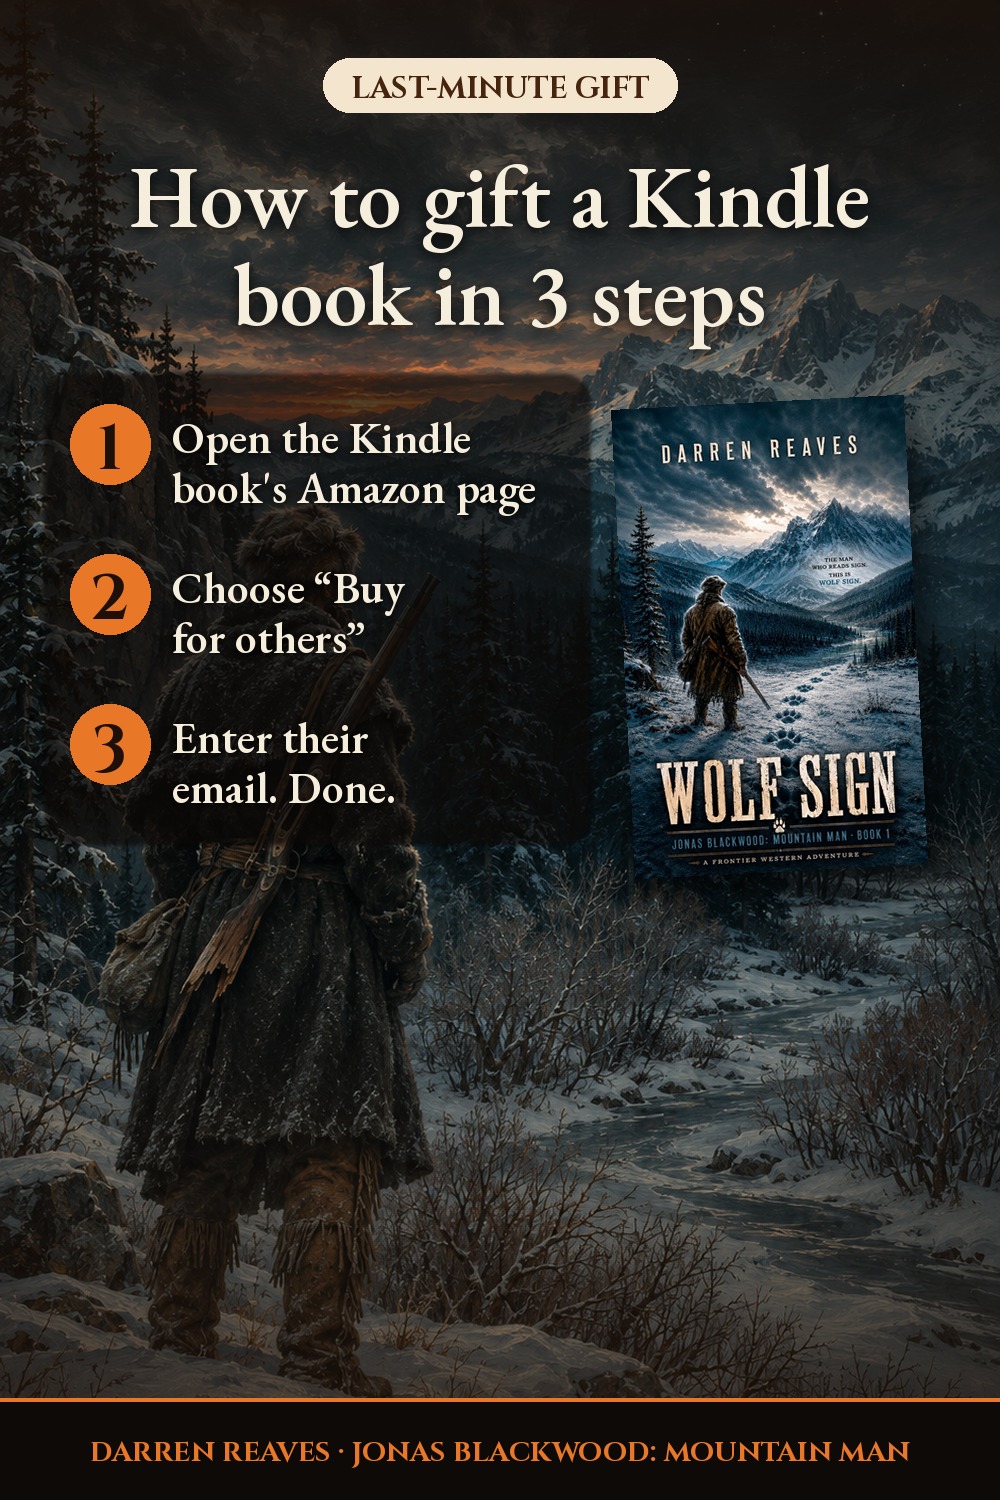 LAST-MINUTE GIFT
How to gift a Kindle
book in 3 steps
1
Open the Kindle
book's Amazon page
2
Choose “Buy
for others”
3
Enter their
email. Done.
DARREN REAVES
THE MAN
WHO READS SIGN.
THIS IS
WOLF SIGN.
WOLF SIGN
JONAS BLACKWOOD: MOUNTAIN MAN · BOOK 1
A FRONTIER WESTERN ADVENTURE
DARREN REAVES · JONAS BLACKWOOD: MOUNTAIN MAN